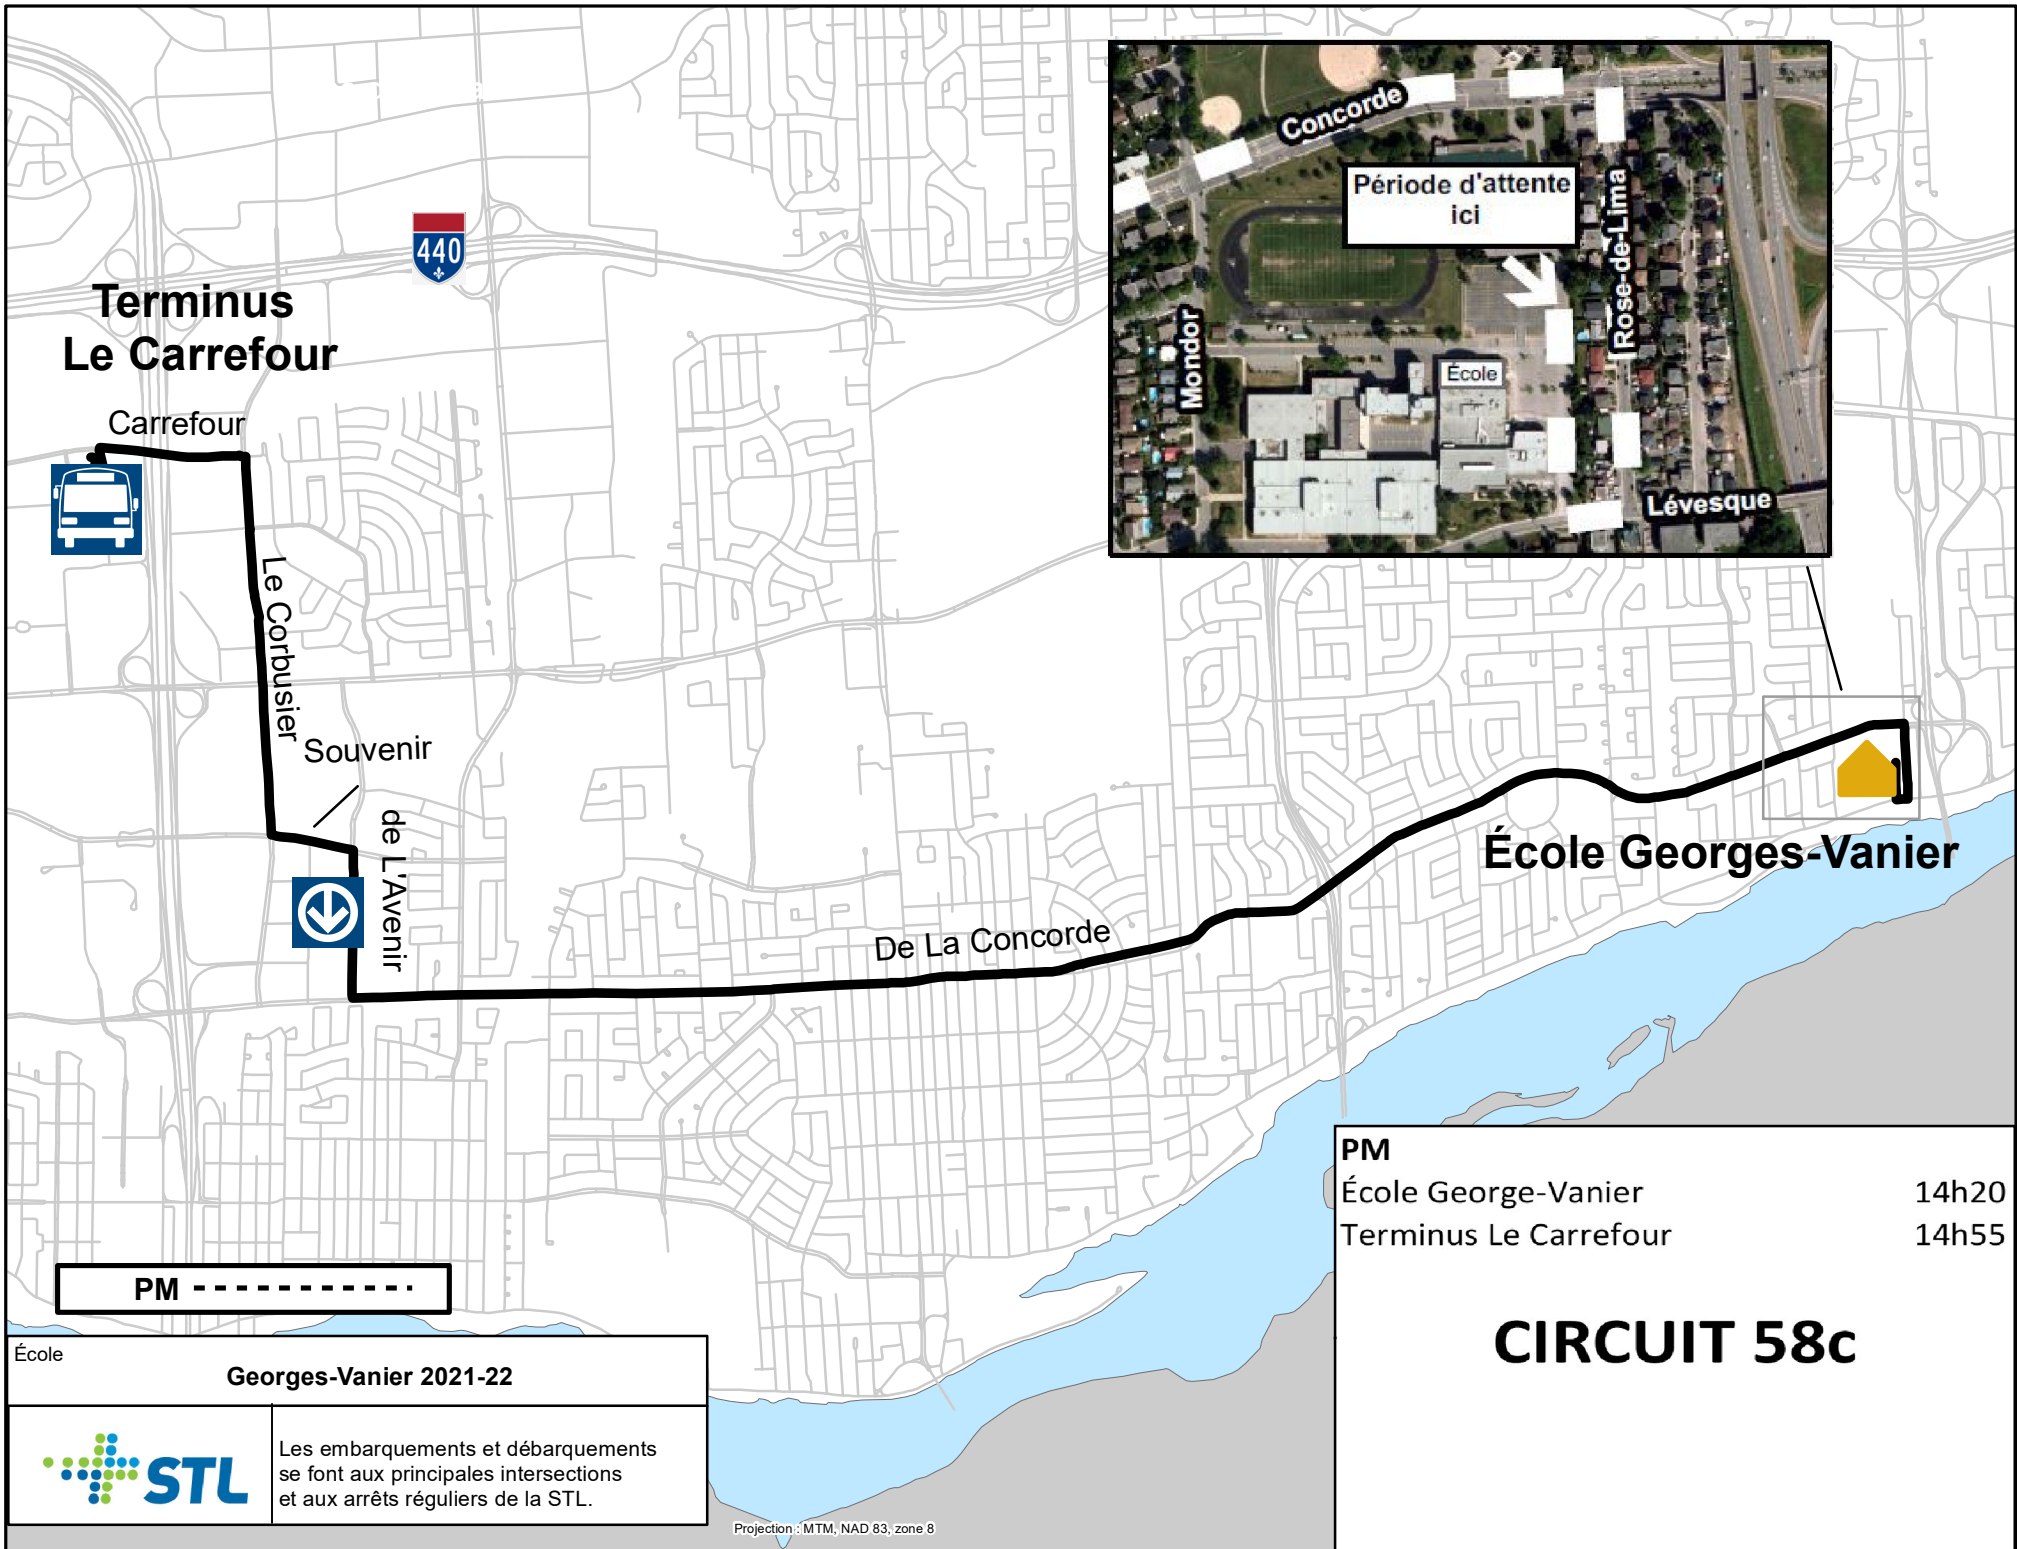 440
Terminus
Le Carrefour
Carrefour
Le Corbusier
Souvenir
de L'Avenir
De La Concorde
École Georges-Vanier
Concorde
Période d'attente
ici
Rose-de-Lima
Mondor
École
Lévesque
PM
École George-Vanier 14h20
Terminus Le Carrefour 14h55
CIRCUIT 58c
PM
École
Georges-Vanier 2021-22
STL
Les embarquements et débarquements
se font aux principales intersections
et aux arrêts réguliers de la STL.
Projection : MTM, NAD 83, zone 8